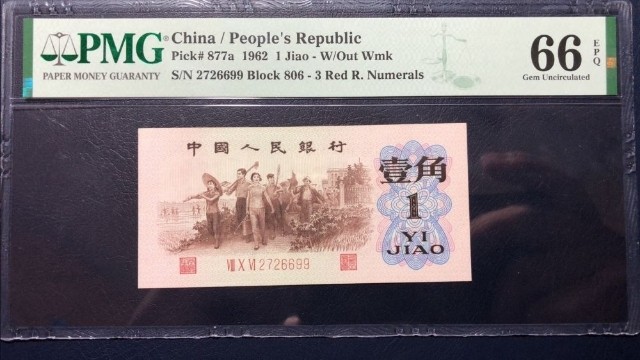 PMG
PAPER MONEY GUARANTY
China / People's Republic
Pick# 877a 1962 1 Jiao - W/Out Wmk
S/N 2726699 Block 806 - 3 Red R. Numerals
66 EPQ
Gem Uncirculated
中國人民銀行
壹角
1
YI
JIAO
VIII X VI 2726699